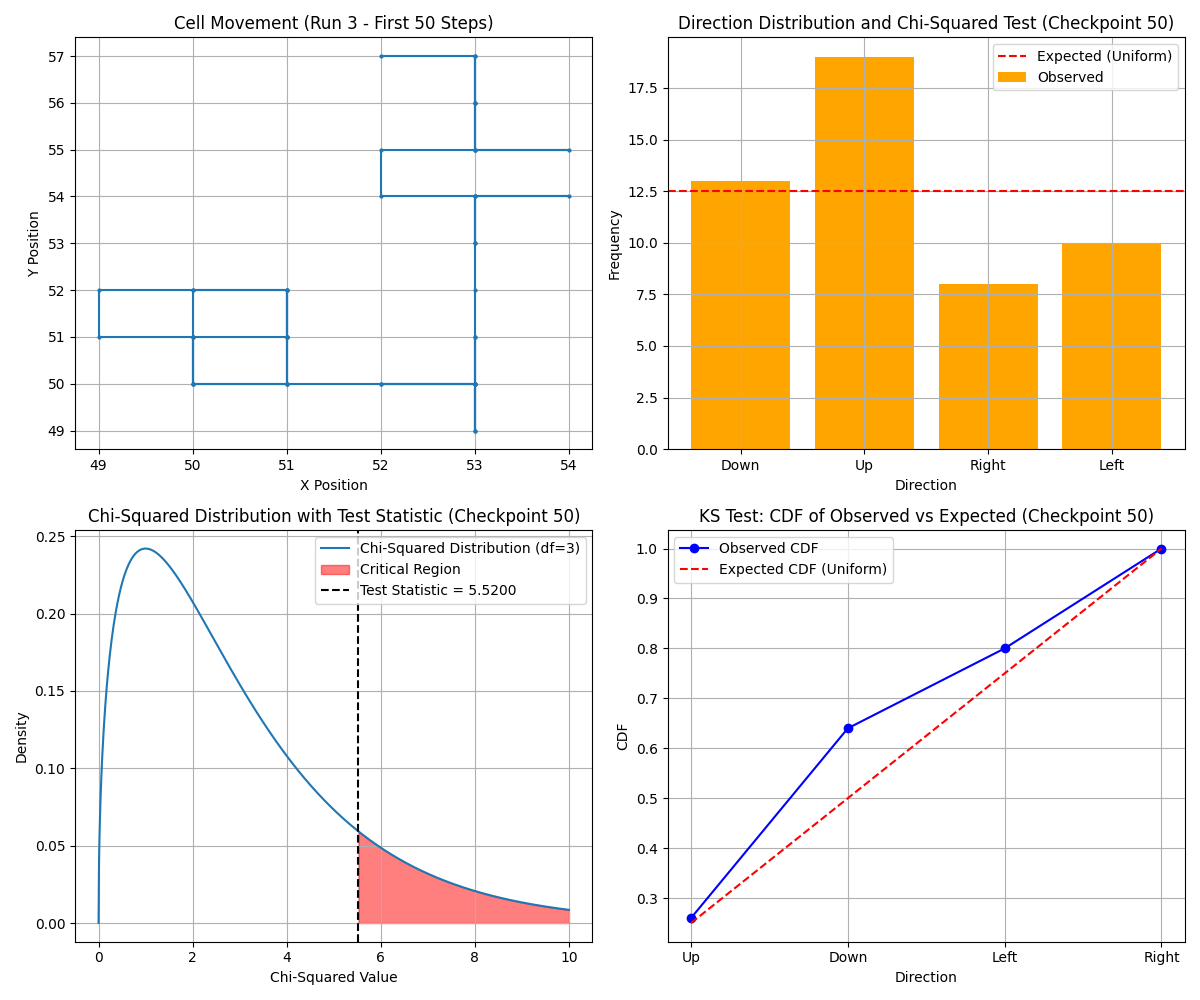 Cell Movement (Run 3 - First 50 Steps)
Y Position
57
56
55
54
53
52
51
50
49
49 50 51 52 53 54
X Position
Direction Distribution and Chi-Squared Test (Checkpoint 50)
Expected (Uniform)
Observed
Frequency
17.5
15.0
12.5
10.0
7.5
5.0
2.5
0.0
Down Up Right Left
Direction
Chi-Squared Distribution with Test Statistic (Checkpoint 50)
Chi-Squared Distribution (df=3)
Critical Region
Test Statistic = 5.5200
Density
0.25
0.20
0.15
0.10
0.05
0.00
0 2 4 6 8 10
Chi-Squared Value
KS Test: CDF of Observed vs Expected (Checkpoint 50)
Observed CDF
Expected CDF (Uniform)
CDF
1.0
0.9
0.8
0.7
0.6
0.5
0.4
0.3
Up Down Left Right
Direction